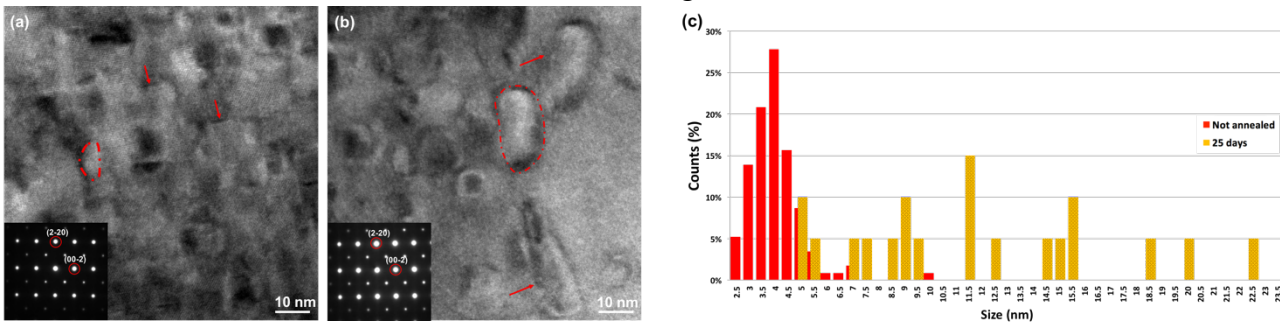 (a)
(2-20)
(00-2)
10 nm
(b)
(2-20)
(00-2)
10 nm
(c)
30%
25%
20%
15%
10%
5%
0%
Counts (%)
Not annealed
25 days
2.5 3 3.5 4 4.5 5 5.5 6 6.5 7 7.5 8 8.5 9 9.5 10 10.5 11 11.5 12 12.5 13 13.5 14 14.5 15 15.5 16 16.5 17 17.5 18 18.5 19 19.5 20 20.5 21 21.5 22 22.5 23 23.5
Size (nm)